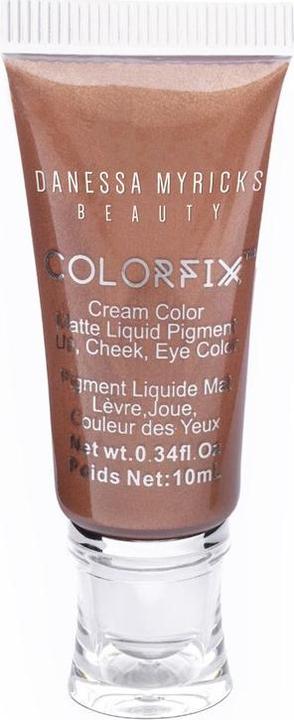 DANESSA MYRICKS
BEAUTY
COLORFIX™
Cream Color
Matte Liquid Pigment
Lip, Cheek, Eye Color
Pigment Liquide Mat
Lèvre,Joue,
Couleur des Yeux
Net wt.0.34fl.Oz
Poids Net:10mL